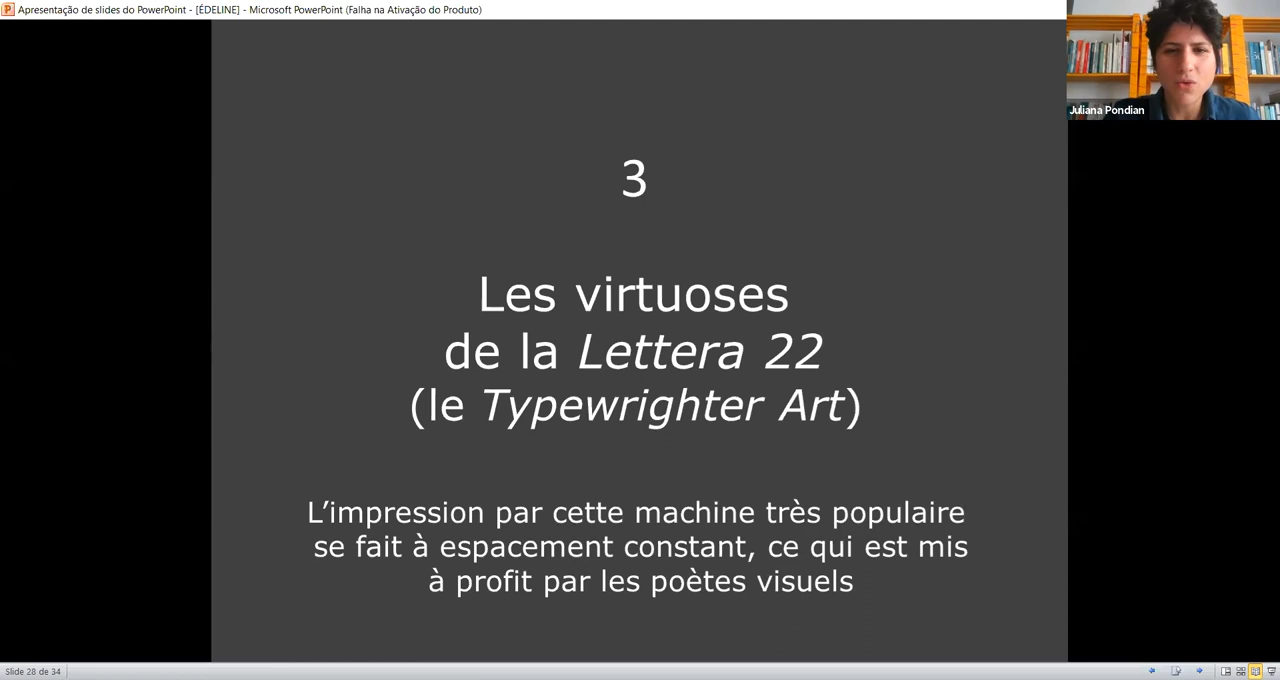 Apresentação de slides do PowerPoint - [ÉDELINE] - Microsoft PowerPoint (Falha na Ativação do Produto)
Juliana Pondian
3
Les virtuoses
de la Lettera 22
(le Typewrighter Art)
L’impression par cette machine très populaire
se fait à espacement constant, ce qui est mis
à profit par les poètes visuels
Slide 28 de 34